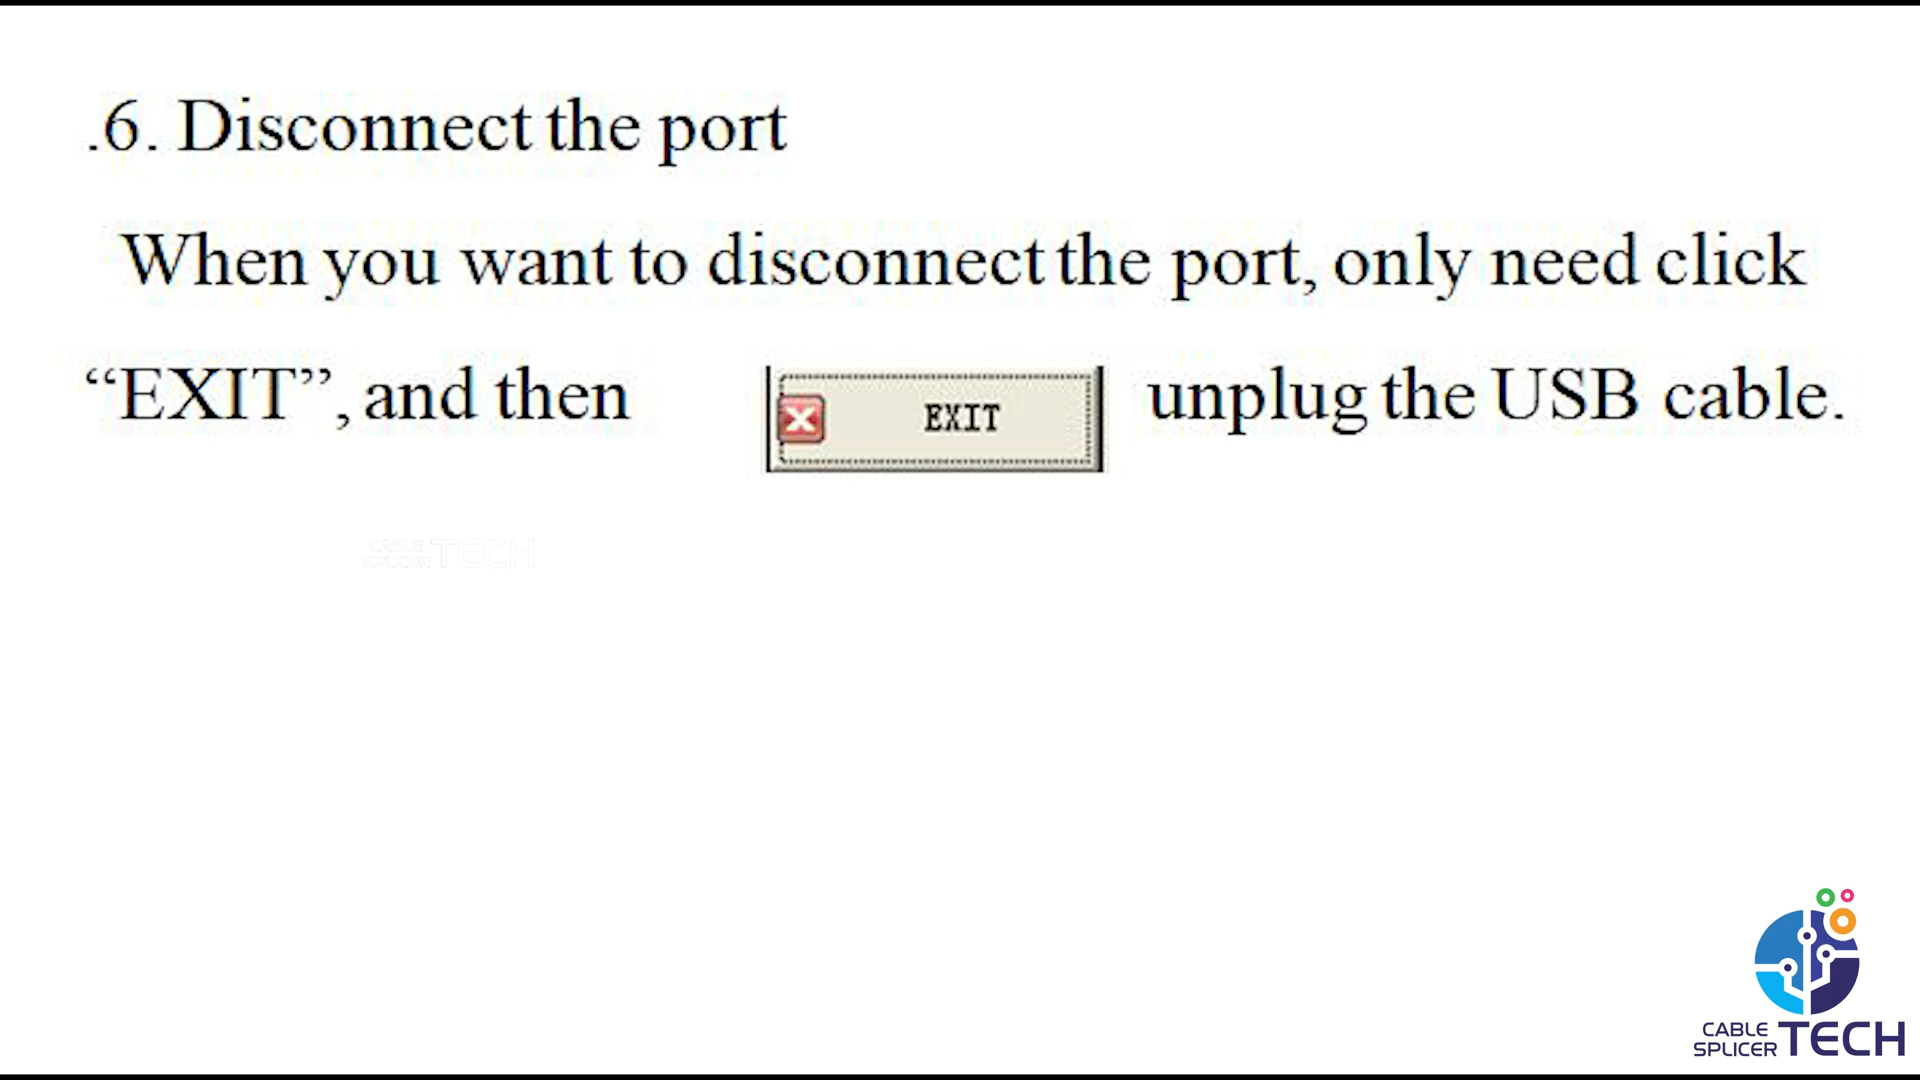 .6. Disconnect the port
When you want to disconnect the port, only need click
“EXIT”, and then EXIT unplug the USB cable.
CABLE
SPLICER TECH
CABLE
SPLICER TECH